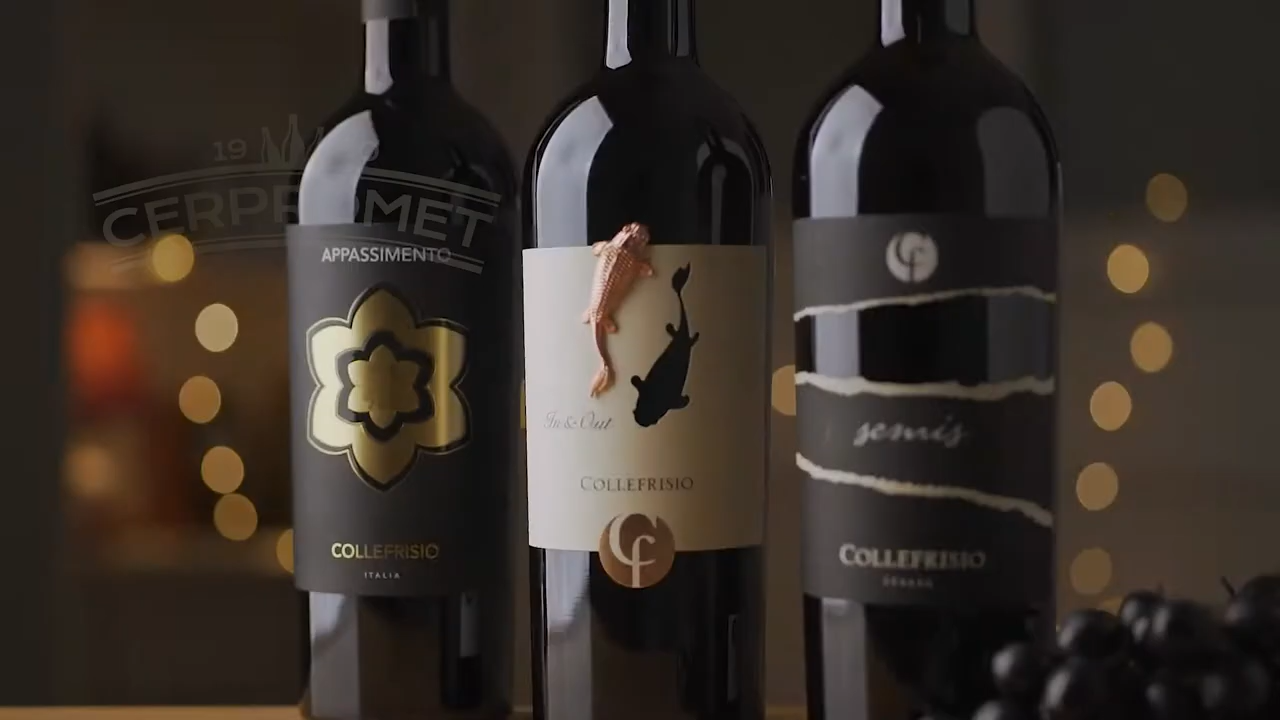 19
CERPROMET
APPASSIMENTO
COLLEFRISIO
ITALIA
In & Out
COLLEFRISIO
Cf
Cf
semis
COLLEFRISIO